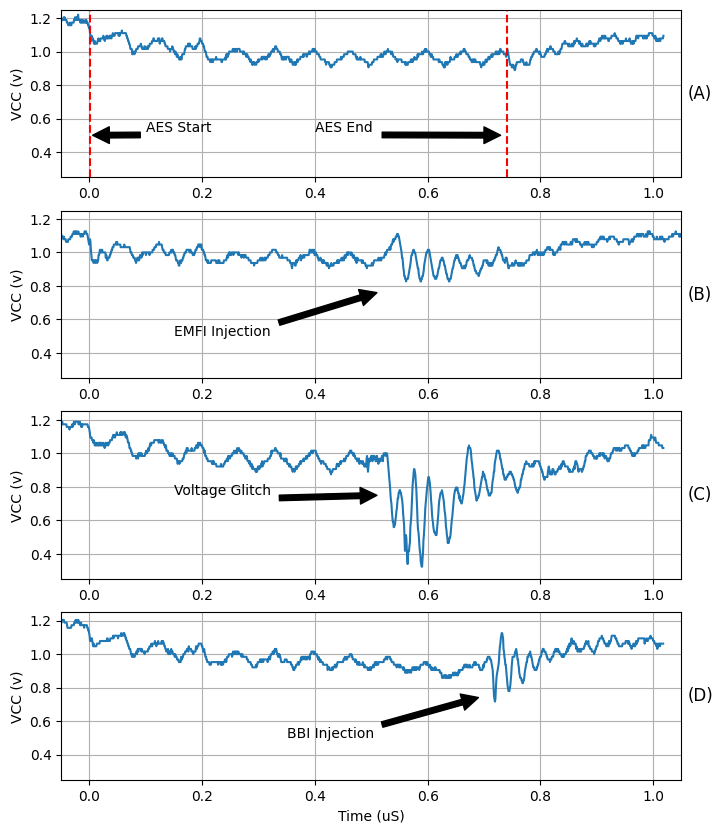 1.2
1.0
0.8
0.6
0.4
VCC (v)
AES Start
AES End
(A)
0.0 0.2 0.4 0.6 0.8 1.0
1.2
1.0
0.8
0.6
0.4
VCC (v)
EMFI Injection
(B)
0.0 0.2 0.4 0.6 0.8 1.0
1.2
1.0
0.8
0.6
0.4
VCC (v)
Voltage Glitch
(C)
0.0 0.2 0.4 0.6 0.8 1.0
1.2
1.0
0.8
0.6
0.4
VCC (v)
BBI Injection
(D)
0.0 0.2 0.4 0.6 0.8 1.0
Time (uS)